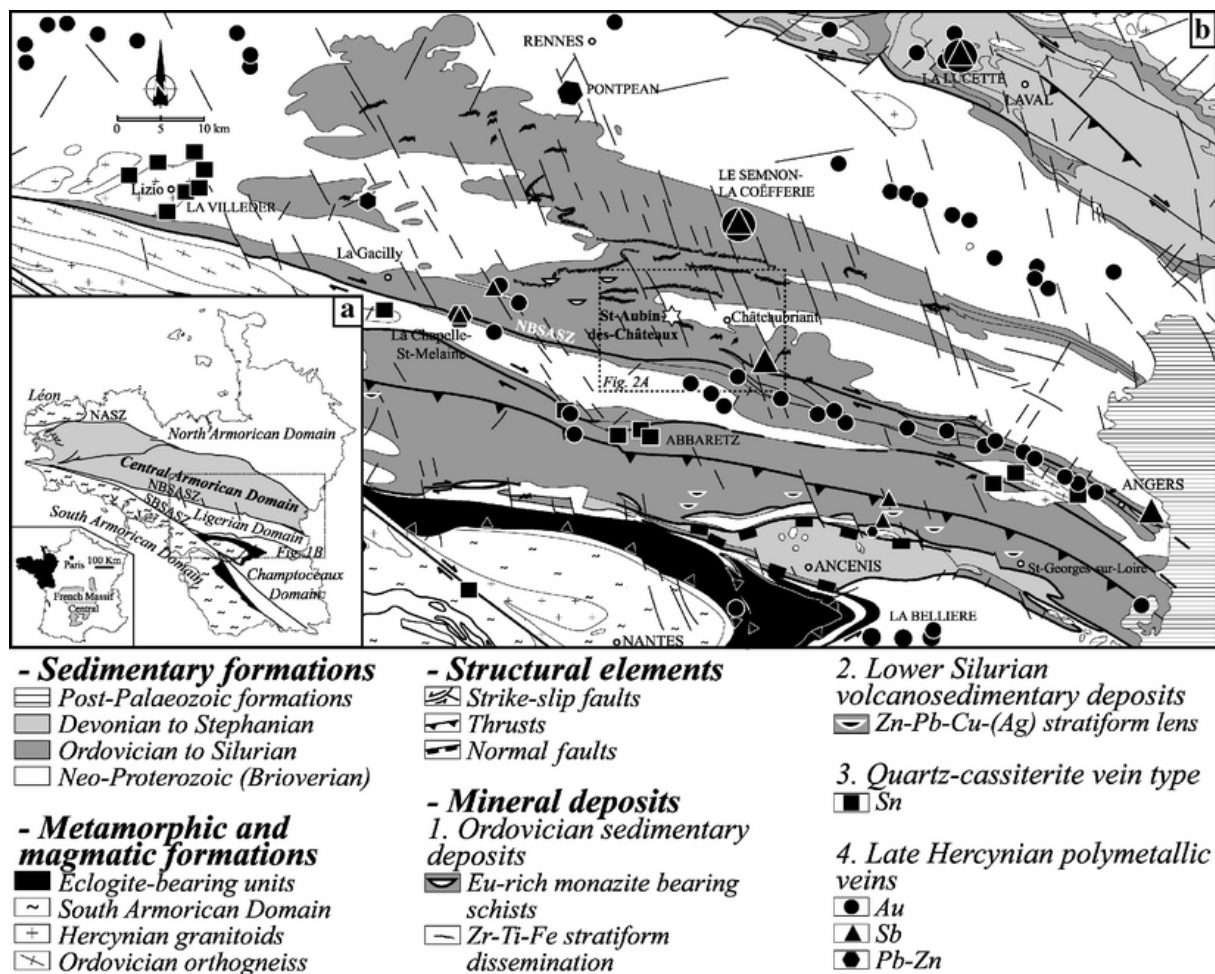 b
RENNES
PONTPEAN
LA LUCETTE
LAVAL
0 5 10 km
Lizio
LA VILLEDER
LE SEMNON-
LA COËFFERIE
La Gacilly
NBSASZ
La Chapelle-
St-Melaine
St-Aubin
des-Châteaux
Châteaubriant
Fig. 2A
ABBARETZ
ANGERS
ANCENIS
St-Georges-sur-Loire
LA BELLIERE
NANTES
a
Léon
NASZ
North Armorican Domain
Central Armorican Domain
NBSASZ
SBSASZ
Ligerian Domain
South Armorican Domain
Fig. 1B
Champtoceaux
Domain
Paris
100 Km
French Massif
Central
- Sedimentary formations
Post-Palaeozoic formations
Devonian to Stephanian
Ordovician to Silurian
Neo-Proterozoic (Brioverian)
- Metamorphic and
magmatic formations
Eclogite-bearing units
South Armorican Domain
Hercynian granitoids
Ordovician orthogneiss
- Structural elements
Strike-slip faults
Thrusts
Normal faults
- Mineral deposits
1. Ordovician sedimentary
deposits
Eu-rich monazite bearing
schists
Zr-Ti-Fe stratiform
dissemination
2. Lower Silurian
volcanosedimentary deposits
Zn-Pb-Cu-(Ag) stratiform lens
3. Quartz-cassiterite vein type
Sn
4. Late Hercynian polymetallic
veins
Au
Sb
Pb-Zn